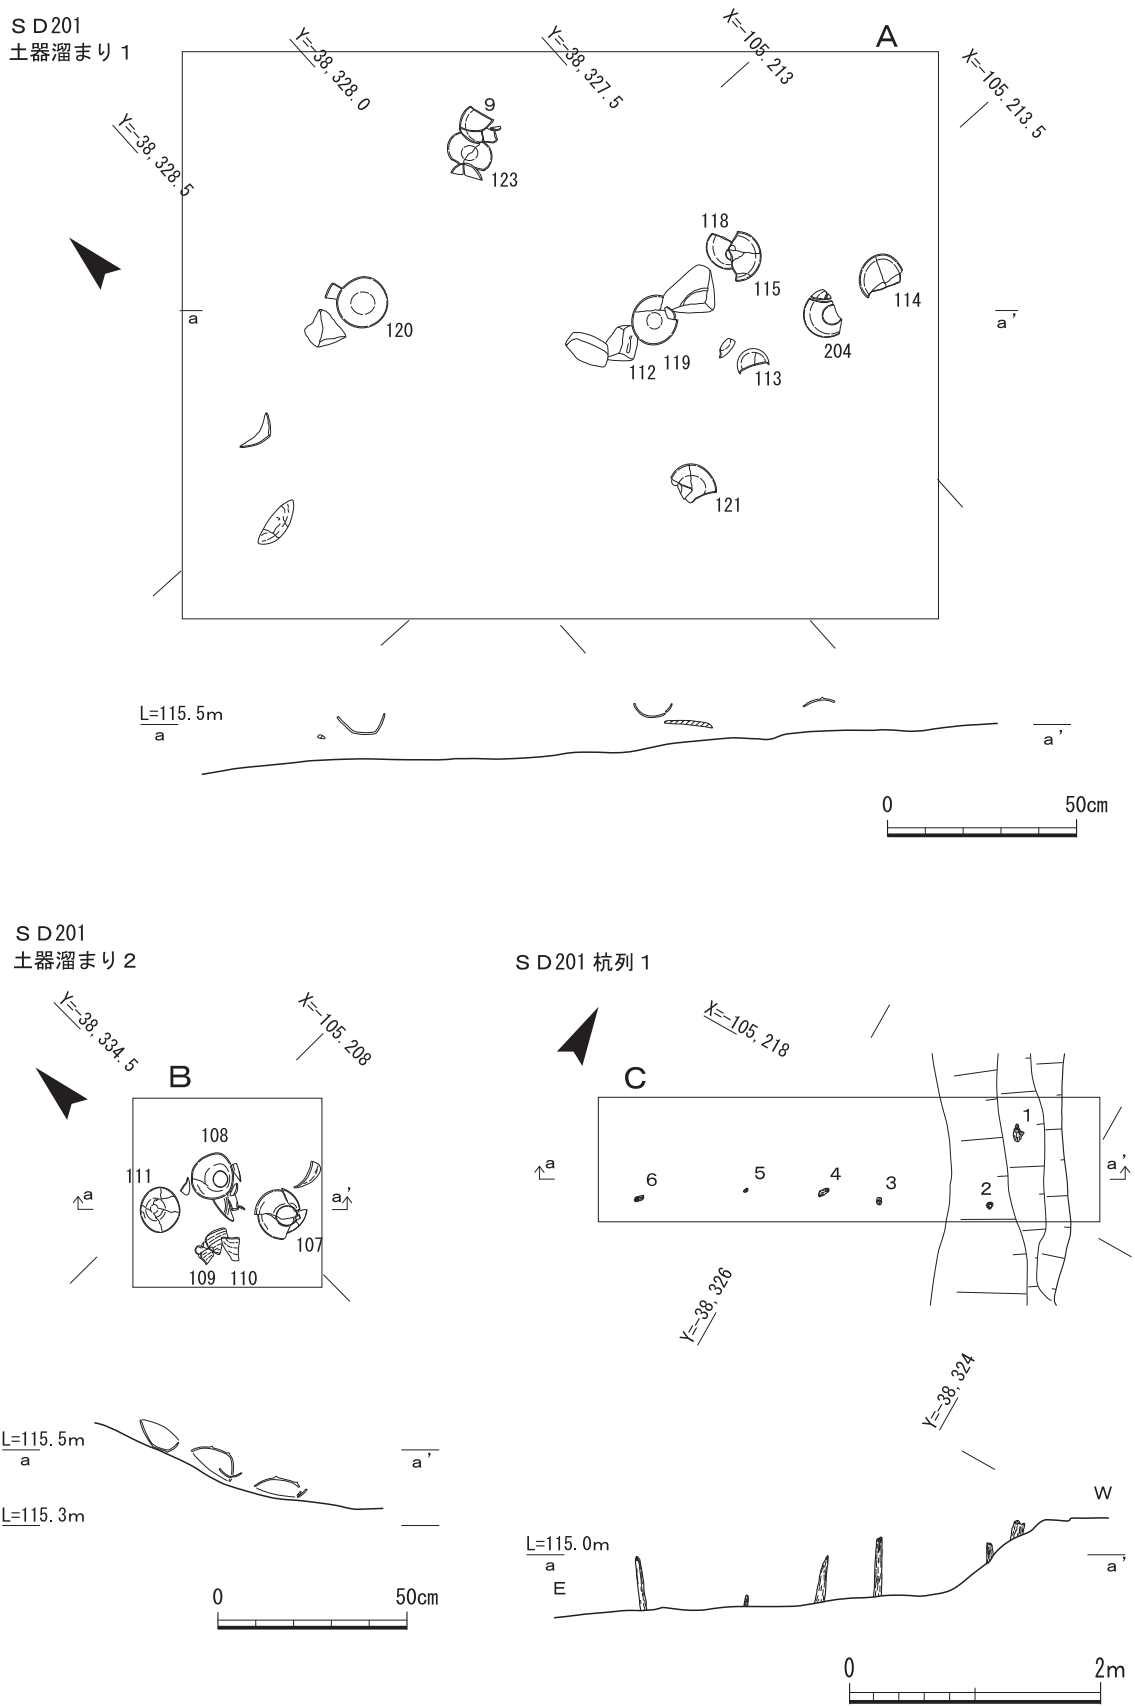 ＳＤ201
土器溜まり１
A
Y=-38,328.5
Y=-38,328.0
Y=-38,327.5
X=-105,213
X=-105,213.5
9
123
118
115
114
120
204
112
119
113
121
a
a’
L=115.5m
a
a’
0
50cm
ＳＤ201
土器溜まり２
Y=-38,334.5
X=-105,208
B
108
111
107
109
110
a
a’
L=115.5m
a
a’
L=115.3m
0
50cm
ＳＤ201 杭列１
X=-105,218
C
1
2
3
4
5
6
a
a’
Y=-38,326
Y=-38,324
W
L=115.0m
a
a’
E
0
2m